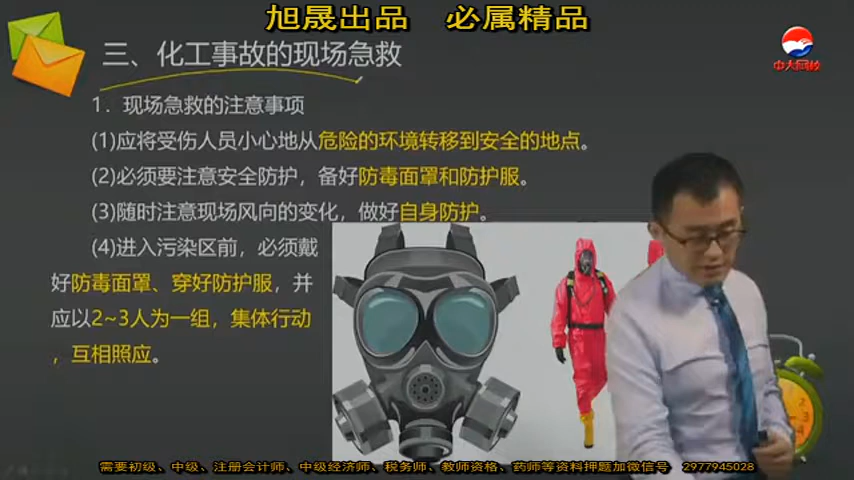 旭晟出品 必属精品
三、化工事故的现场急救
中大网校
1. 现场急救的注意事项
(1)应将受伤人员小心地从危险的环境转移到安全的地点。
(2)必须要注意安全防护，备好防毒面罩和防护服。
(3)随时注意现场风向的变化，做好自身防护。
(4)进入污染区前，必须戴
好防毒面罩、穿好防护服，并
应以2~3人为一组，集体行动
，互相照应。
需要初级、中级、注册会计师、中级经济师、税务师、教师资格、药师等资料押题加微信号 2977945028